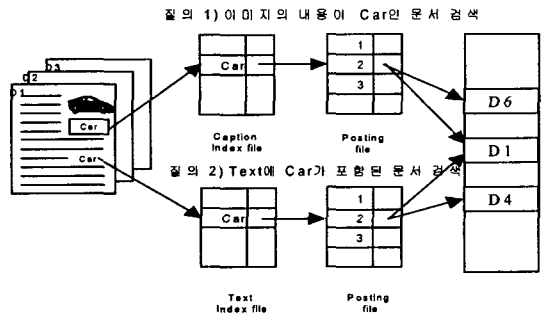 질의 1) 이미지의 내용이 Car인 문서 검색
D3
D2
D1
Car
Car
Car
1
2
3
Caption
Index file
Posting
file
D6
D1
D4
질의 2) Text에 Car가 포함된 문서 검색
Car
1
2
3
Text
Index file
Posting
file